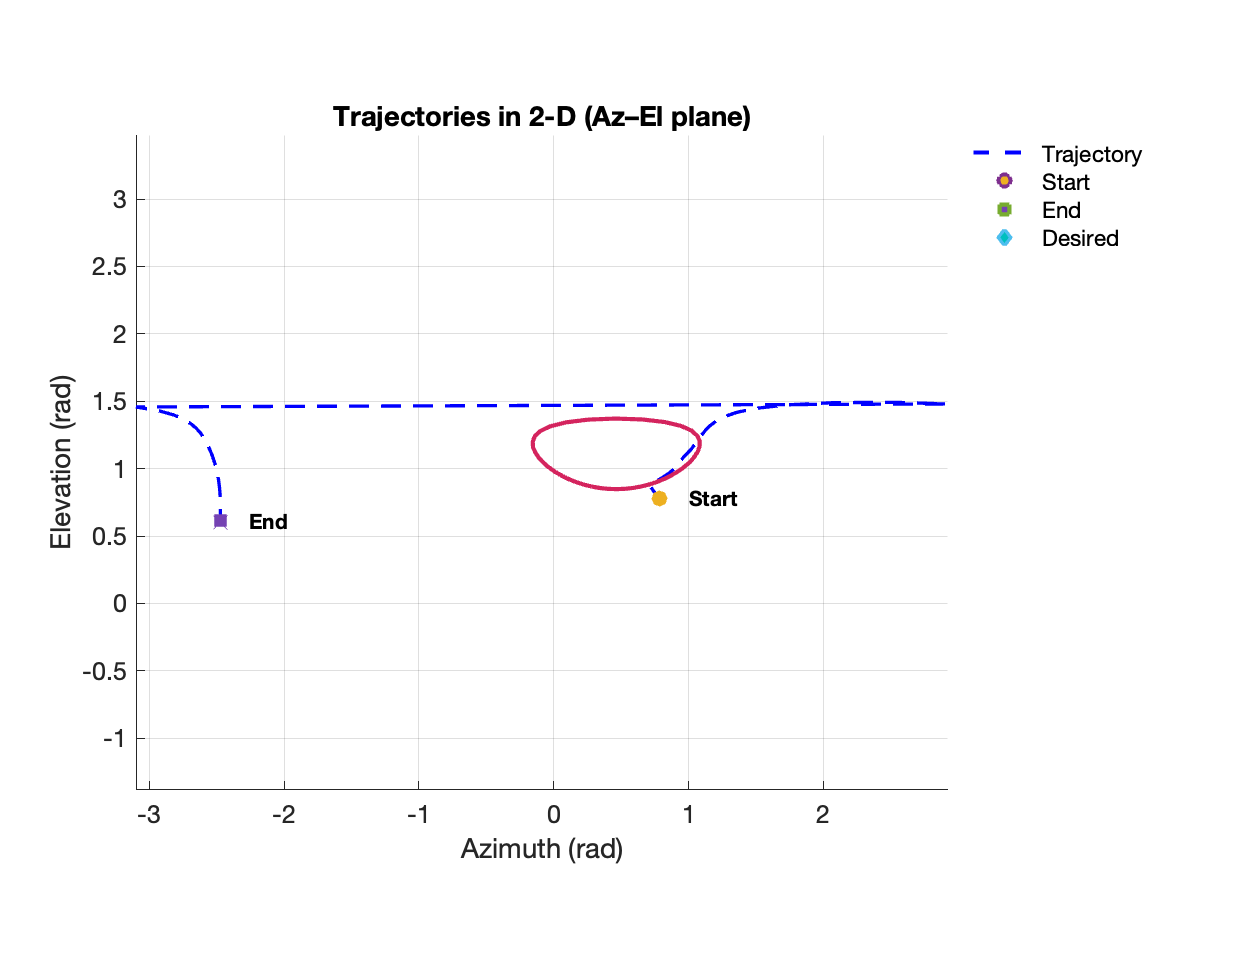 Trajectories in 2-D (Az–El plane)
Trajectory
Start
End
Desired
3
2.5
2
1.5
1
0.5
0
-0.5
-1
Elevation (rad)
Start
End
-3
-2
-1
0
1
2
Azimuth (rad)